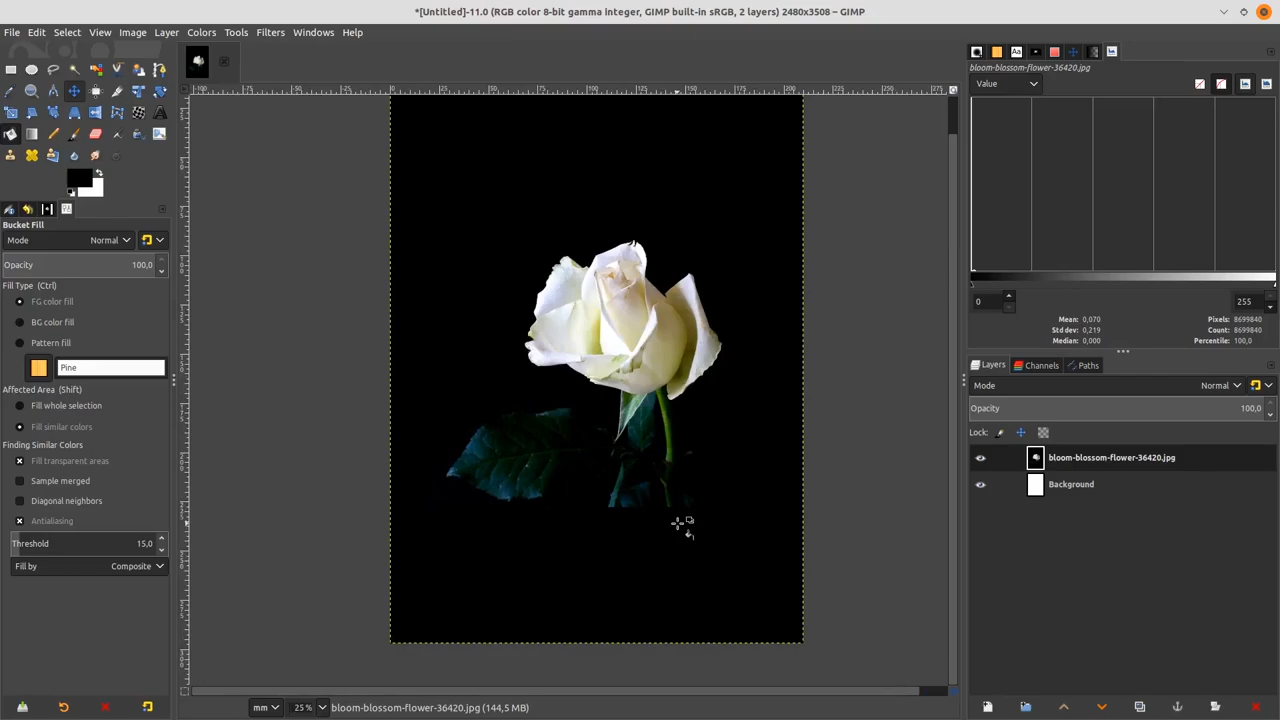 *[Untitled]-11.0 (RGB color 8-bit gamma integer, GIMP built-in sRGB, 2 layers) 2480x3508 – GIMP
File Edit Select View Image Layer Colors Tools Filters Windows Help
bloom-blossom-flower-36420.jpg
Value
Bucket Fill
Mode Normal
Opacity 100,0
Fill Type (Ctrl)
FG color fill
BG color fill
Pattern fill
Pine
Affected Area (Shift)
Fill whole selection
Fill similar colors
Finding Similar Colors
Fill transparent areas
Sample merged
Diagonal neighbors
Antialiasing
Threshold 15,0
Fill by Composite
0 255
Mean: 0,070 Pixels: 8699840
Std dev: 0,219 Count: 8699840
Median: 0,000 Percentile: 100,0
Layers Channels Paths
Mode Normal
Opacity 100,0
Lock:
bloom-blossom-flower-36420.jpg
Background
mm 25 % bloom-blossom-flower-36420.jpg (144,5 MB)